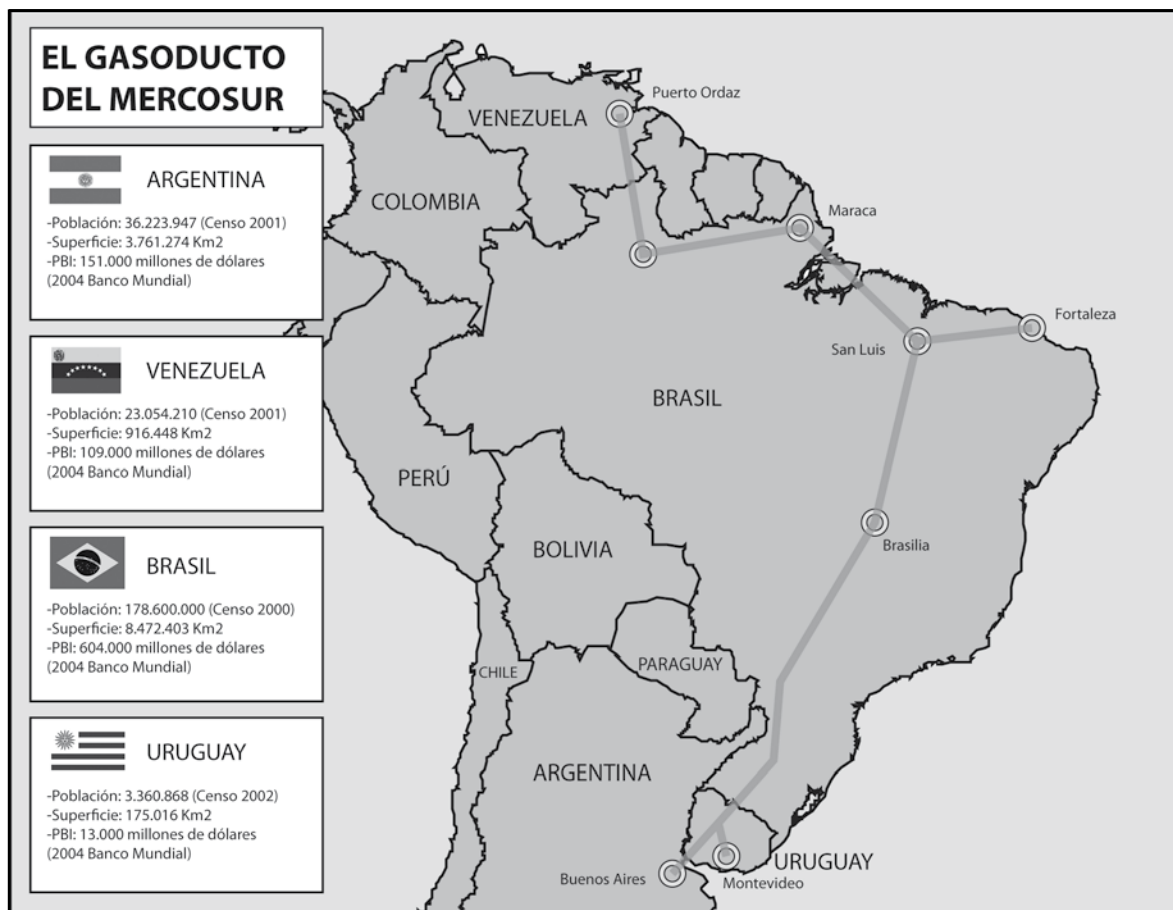 EL GASODUCTO
DEL MERCOSUR
ARGENTINA
-Población: 36.223.947 (Censo 2001)
-Superficie: 3.761.274 Km2
-PBI: 151.000 millones de dólares
(2004 Banco Mundial)
VENEZUELA
-Población: 23.054.210 (Censo 2001)
-Superficie: 916.448 Km2
-PBI: 109.000 millones de dólares
(2004 Banco Mundial)
BRASIL
-Población: 178.600.000 (Censo 2000)
-Superficie: 8.472.403 Km2
-PBI: 604.000 millones de dólares
(2004 Banco Mundial)
URUGUAY
-Población: 3.360.868 (Censo 2002)
-Superficie: 175.016 Km2
-PBI: 13.000 millones de dólares
(2004 Banco Mundial)
Puerto Ordaz
VENEZUELA
COLOMBIA
Maraca
Fortaleza
San Luis
BRASIL
PERÚ
BOLIVIA
Brasilia
PARAGUAY
CHILE
ARGENTINA
URUGUAY
Buenos Aires
Montevideo